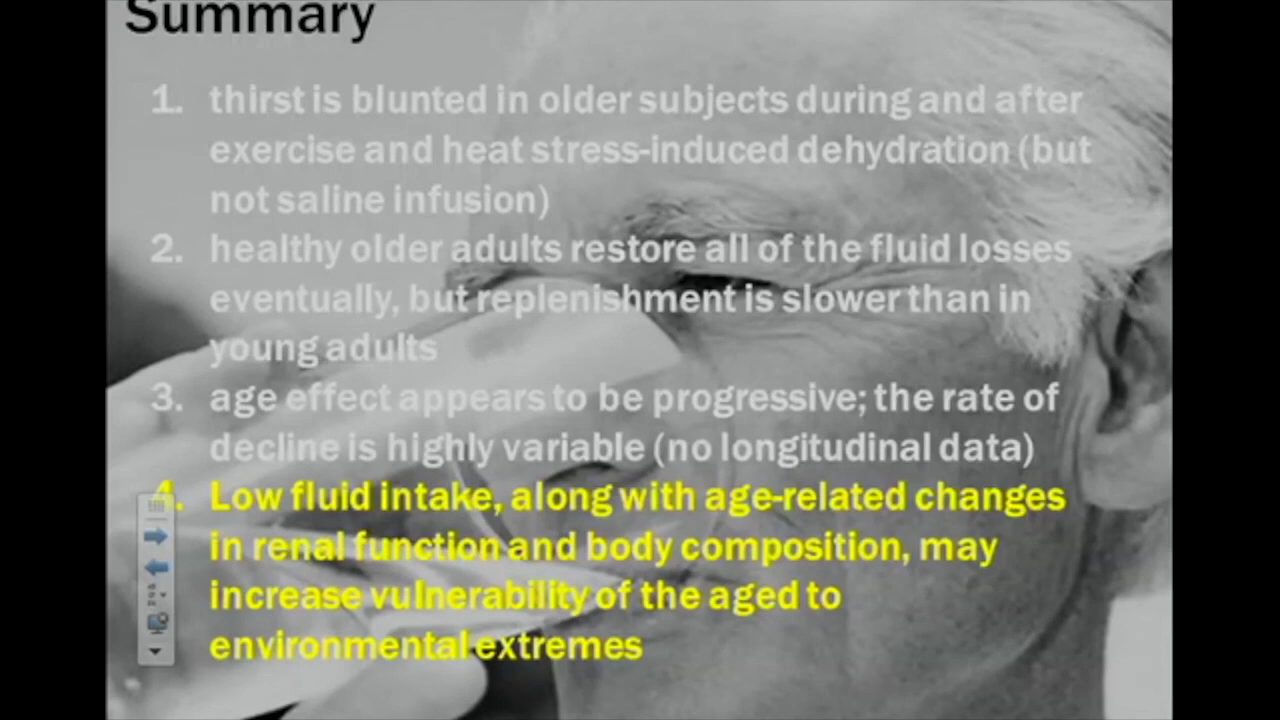 Summary
1. thirst is blunted in older subjects during and after
exercise and heat stress-induced dehydration (but
not saline infusion)
2. healthy older adults restore all of the fluid losses
eventually, but replenishment is slower than in
young adults
3. age effect appears to be progressive; the rate of
decline is highly variable (no longitudinal data)
4. Low fluid intake, along with age-related changes
in renal function and body composition, may
increase vulnerability of the aged to
environmental extremes